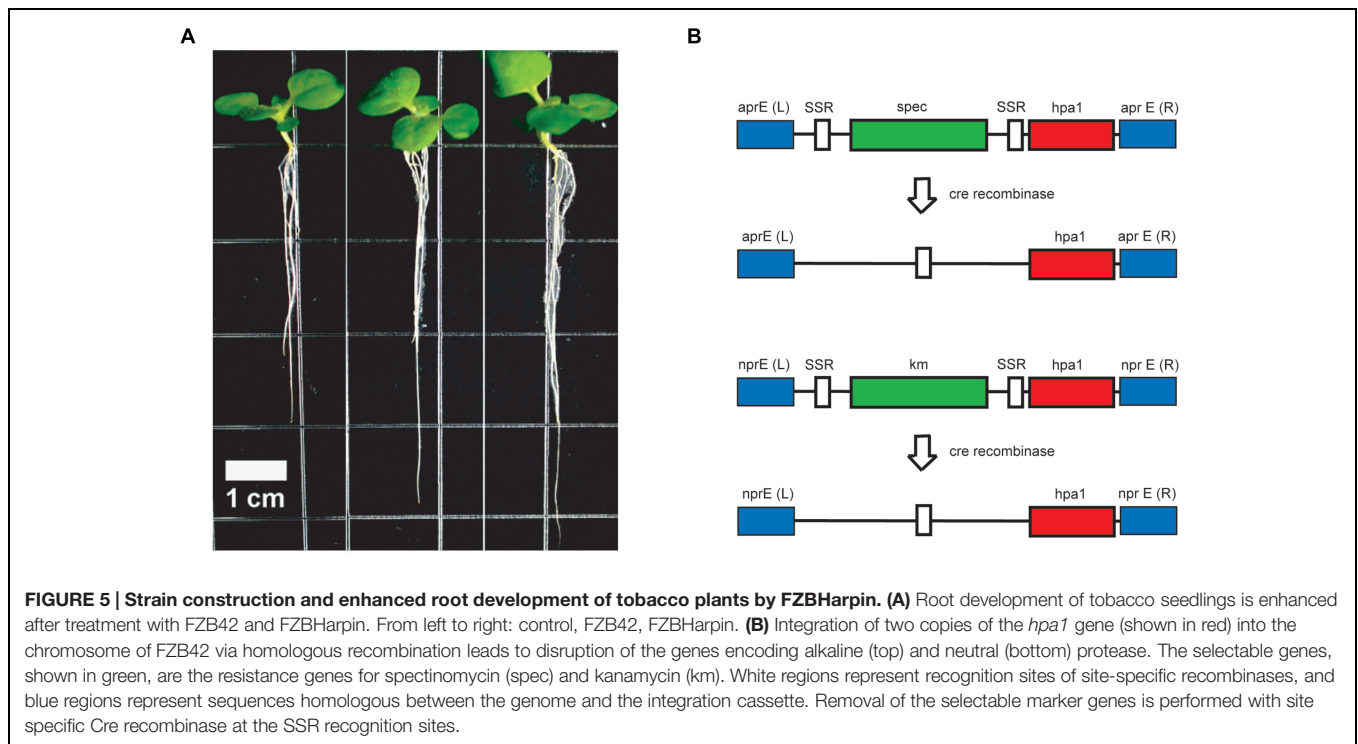 A
B
1 cm
aprE (L) SSR spec SSR hpa1 apr E (R)
cre recombinase
aprE (L) hpa1 apr E (R)
nprE (L) SSR km SSR hpa1 npr E (R)
cre recombinase
nprE (L) hpa1 npr E (R)
FIGURE 5 | Strain construction and enhanced root development of tobacco plants by FZBHarpin. (A) Root development of tobacco seedlings is enhanced
after treatment with FZB42 and FZBHarpin. From left to right: control, FZB42, FZBHarpin. (B) Integration of two copies of the hpa1 gene (shown in red) into the
chromosome of FZB42 via homologous recombination leads to disruption of the genes encoding alkaline (top) and neutral (bottom) protease. The selectable genes,
shown in green, are the resistance genes for spectinomycin (spec) and kanamycin (km). White regions represent recognition sites of site-specific recombinases, and
blue regions represent sequences homologous between the genome and the integration cassette. Removal of the selectable marker genes is performed with site
specific Cre recombinase at the SSR recognition sites.